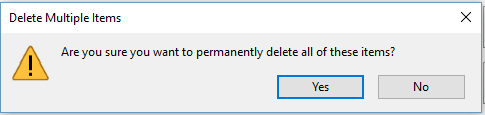 Delete Multiple Items
Are you sure you want to permanently delete all of these items?
Yes No